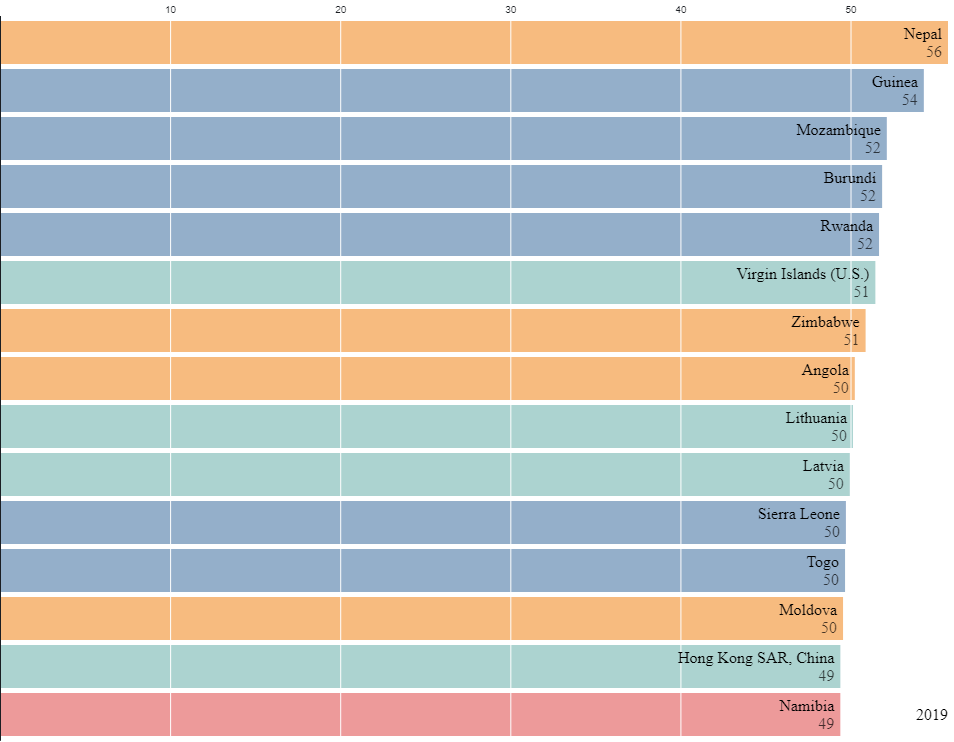 10 20 30 40 50
Nepal
56
Guinea
54
Mozambique
52
Burundi
52
Rwanda
52
Virgin Islands (U.S.)
51
Zimbabwe
51
Angola
50
Lithuania
50
Latvia
50
Sierra Leone
50
Togo
50
Moldova
50
Hong Kong SAR, China
49
Namibia
49
2019